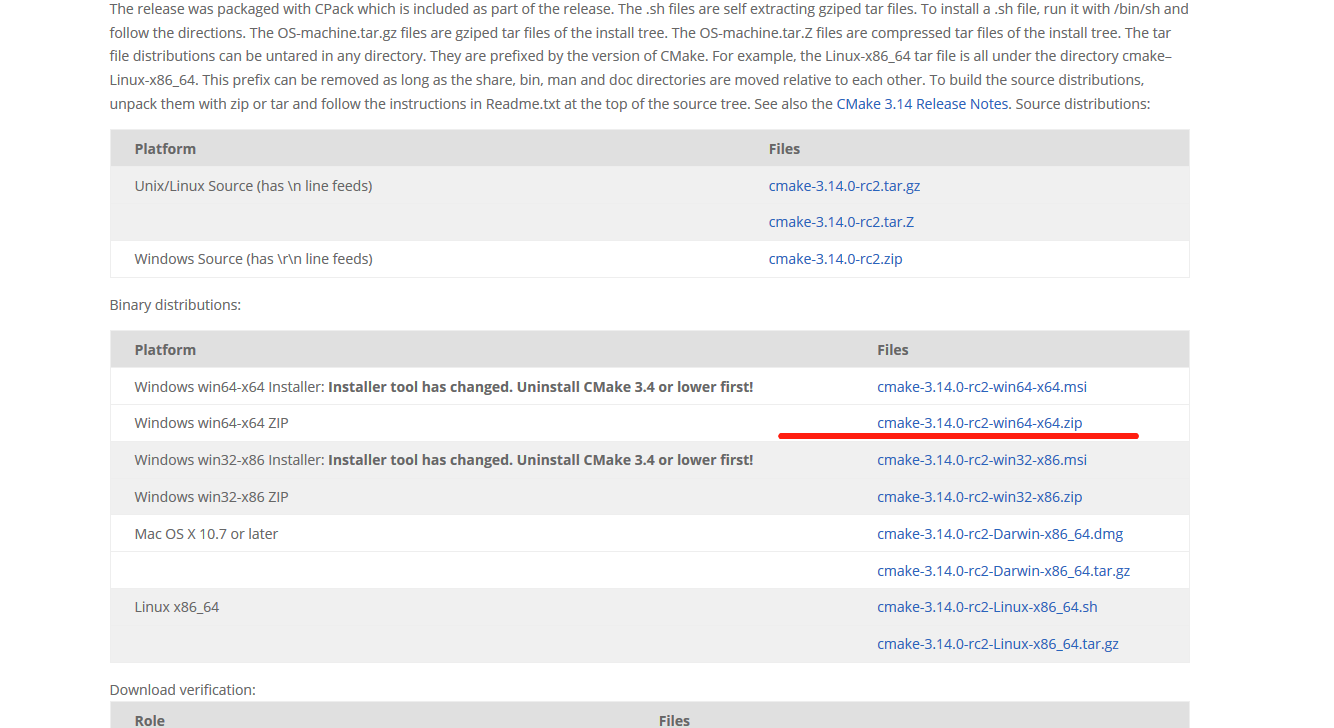 The release was packaged with CPack which is included as part of the release. The .sh files are self extracting gziped tar files. To install a .sh file, run it with /bin/sh and
follow the directions. The OS-machine.tar.gz files are gziped tar files of the install tree. The OS-machine.tar.Z files are compressed tar files of the install tree. The tar
file distributions can be untared in any directory. They are prefixed by the version of CMake. For example, the Linux-x86_64 tar file is all under the directory cmake–
Linux-x86_64. This prefix can be removed as long as the share, bin, man and doc directories are moved relative to each other. To build the source distributions,
unpack them with zip or tar and follow the instructions in Readme.txt at the top of the source tree. See also the CMake 3.14 Release Notes. Source distributions:
Platform Files
Unix/Linux Source (has \n line feeds) cmake-3.14.0-rc2.tar.gz
cmake-3.14.0-rc2.tar.Z
Windows Source (has \r\n line feeds) cmake-3.14.0-rc2.zip
Binary distributions:
Platform Files
Windows win64-x64 Installer: Installer tool has changed. Uninstall CMake 3.4 or lower first! cmake-3.14.0-rc2-win64-x64.msi
Windows win64-x64 ZIP cmake-3.14.0-rc2-win64-x64.zip
Windows win32-x86 Installer: Installer tool has changed. Uninstall CMake 3.4 or lower first! cmake-3.14.0-rc2-win32-x86.msi
Windows win32-x86 ZIP cmake-3.14.0-rc2-win32-x86.zip
Mac OS X 10.7 or later cmake-3.14.0-rc2-Darwin-x86_64.dmg
cmake-3.14.0-rc2-Darwin-x86_64.tar.gz
Linux x86_64 cmake-3.14.0-rc2-Linux-x86_64.sh
cmake-3.14.0-rc2-Linux-x86_64.tar.gz
Download verification:
Role Files